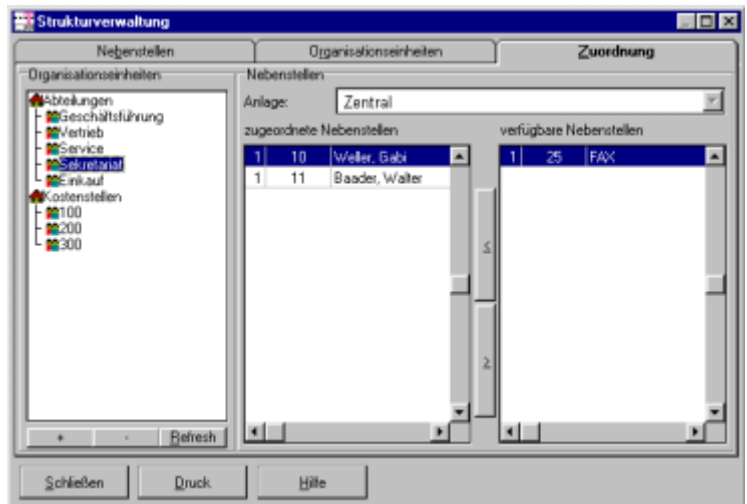 Strukturverwaltung
Nebenstellen
Organisationseinheiten
Zuordnung
Organisationseinheiten
Abteilungen
Geschäftsführung
Vertrieb
Service
Sekretariat
Einkauf
Kostenstellen
100
200
300
+ - Refresh
Nebenstellen
Anlage: Zentral
zugeordnete Nebenstellen
1 10 Weller, Gabi
1 11 Baader, Walter
≤
≥
verfügbare Nebenstellen
1 25 FAX
Schließen
Druck
Hilfe